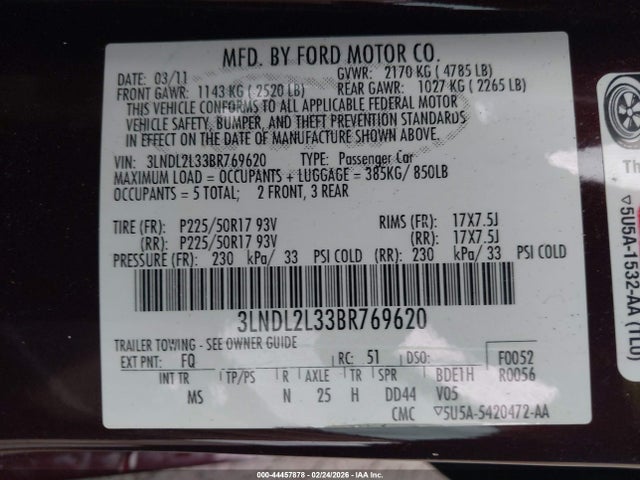 MFD. BY FORD MOTOR CO.
DATE: 03/11 GVWR: 2170 KG ( 4785 LB)
FRONT GAWR: 1143 KG ( 2520 LB) REAR GAWR: 1027 KG ( 2265 LB)
THIS VEHICLE CONFORMS TO ALL APPLICABLE FEDERAL MOTOR
VEHICLE SAFETY, BUMPER, AND THEFT PREVENTION STANDARDS
IN EFFECT ON THE DATE OF MANUFACTURE SHOWN ABOVE.
VIN: 3LNDL2L33BR769620 TYPE: Passenger Car
MAXIMUM LOAD = OCCUPANTS + LUGGAGE = 385KG/ 850LB
OCCUPANTS = 5 TOTAL; 2 FRONT, 3 REAR
TIRE (FR): P225/50R17 93V RIMS (FR): 17X7.5J
(RR): P225/50R17 93V (RR): 17X7.5J
PRESSURE (FR): 230 kPa/ 33 PSI COLD (RR): 230 kPa/ 33 PSI COLD
3LNDL2L33BR769620
TRAILER TOWING - SEE OWNER GUIDE
EXT PNT: FQ RC: 51 DSO: F0052
INT TR TP/PS R AXLE TR SPR BDE1H R0056
MS N 25 H DD44 V05
CMC ▽5U5A-5420472-AA
Th
▽5U5A-1532-AA (TLU)
000-44457878 - 02/24/2026 - IAA Inc.